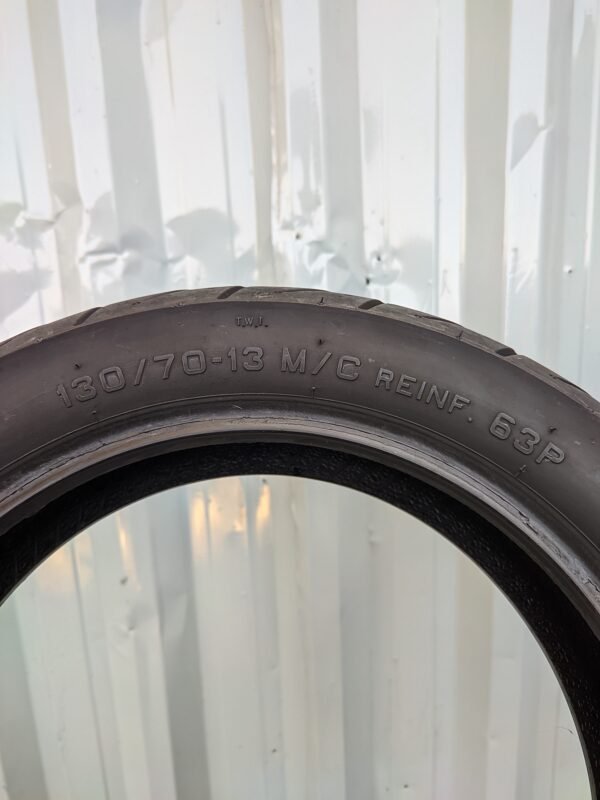 T.W.I.
130/70-13 M/C REINF. 63P